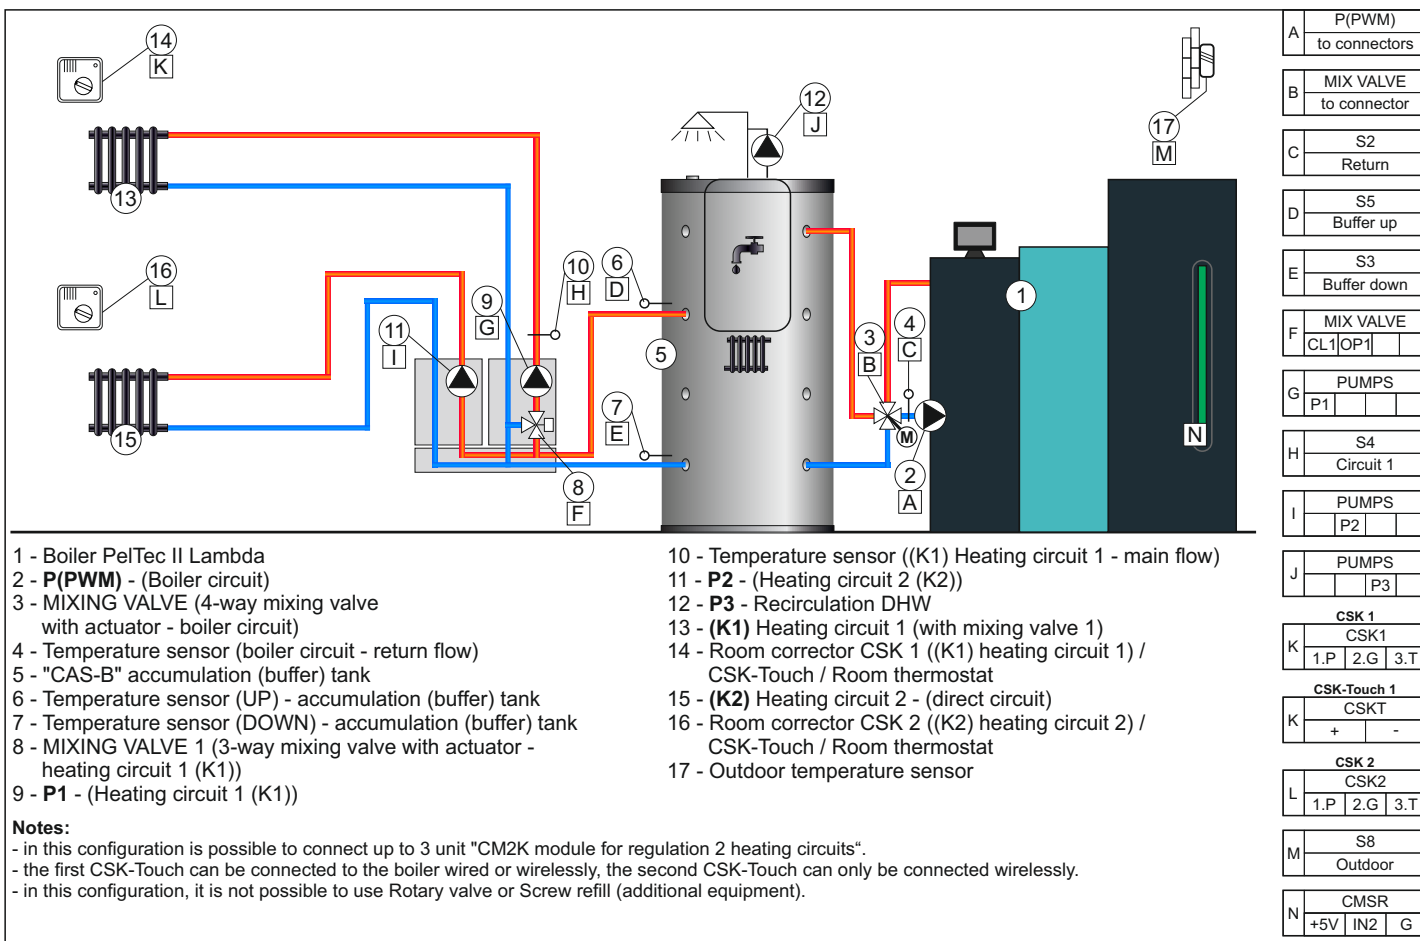 14
K
13
16
L
15
11
I
9
G
10
H
6
D
7
E
8
F
5
12
J
3
B
4
C
M
2
A
1
17
M
N
1 - Boiler PelTec II Lambda
2 - P(PWM) - (Boiler circuit)
3 - MIXING VALVE (4-way mixing valve
with actuator - boiler circuit)
4 - Temperature sensor (boiler circuit - return flow)
5 - "CAS-B" accumulation (buffer) tank
6 - Temperature sensor (UP) - accumulation (buffer) tank
7 - Temperature sensor (DOWN) - accumulation (buffer) tank
8 - MIXING VALVE 1 (3-way mixing valve with actuator -
heating circuit 1 (K1))
9 - P1 - (Heating circuit 1 (K1))
10 - Temperature sensor ((K1) Heating circuit 1 - main flow)
11 - P2 - (Heating circuit 2 (K2))
12 - P3 - Recirculation DHW
13 - (K1) Heating circuit 1 (with mixing valve 1)
14 - Room corrector CSK 1 ((K1) heating circuit 1) /
CSK-Touch / Room thermostat
15 - (K2) Heating circuit 2 - (direct circuit)
16 - Room corrector CSK 2 ((K2) heating circuit 2) /
CSK-Touch / Room thermostat
17 - Outdoor temperature sensor
Notes:
- in this configuration is possible to connect up to 3 unit "CM2K module for regulation 2 heating circuits“.
- the first CSK-Touch can be connected to the boiler wired or wirelessly, the second CSK-Touch can only be connected wirelessly.
- in this configuration, it is not possible to use Rotary valve or Screw refill (additional equipment).
A
P(PWM)
to connectors
B
MIX VALVE
to connector
C
S2
Return
D
S5
Buffer up
E
S3
Buffer down
F
MIX VALVE
CL1 OP1
G
PUMPS
P1
H
S4
Circuit 1
I
PUMPS
P2
J
PUMPS
P3
CSK 1
K
CSK1
1.P 2.G 3.T
CSK-Touch 1
K
CSKT
+ -
CSK 2
L
CSK2
1.P 2.G 3.T
M
S8
Outdoor
N
CMSR
+5V IN2 G